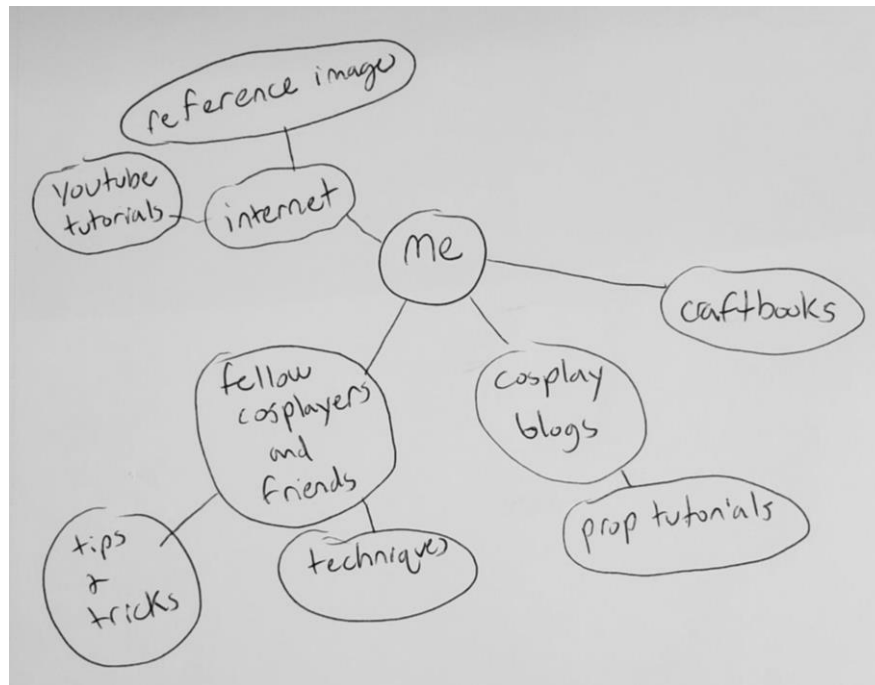 reference image
youtube
tutorials
internet
me
craftbooks
fellow
cosplayers
and
friends
cosplay
blogs
tips
&
tricks
techniques
prop tutorials